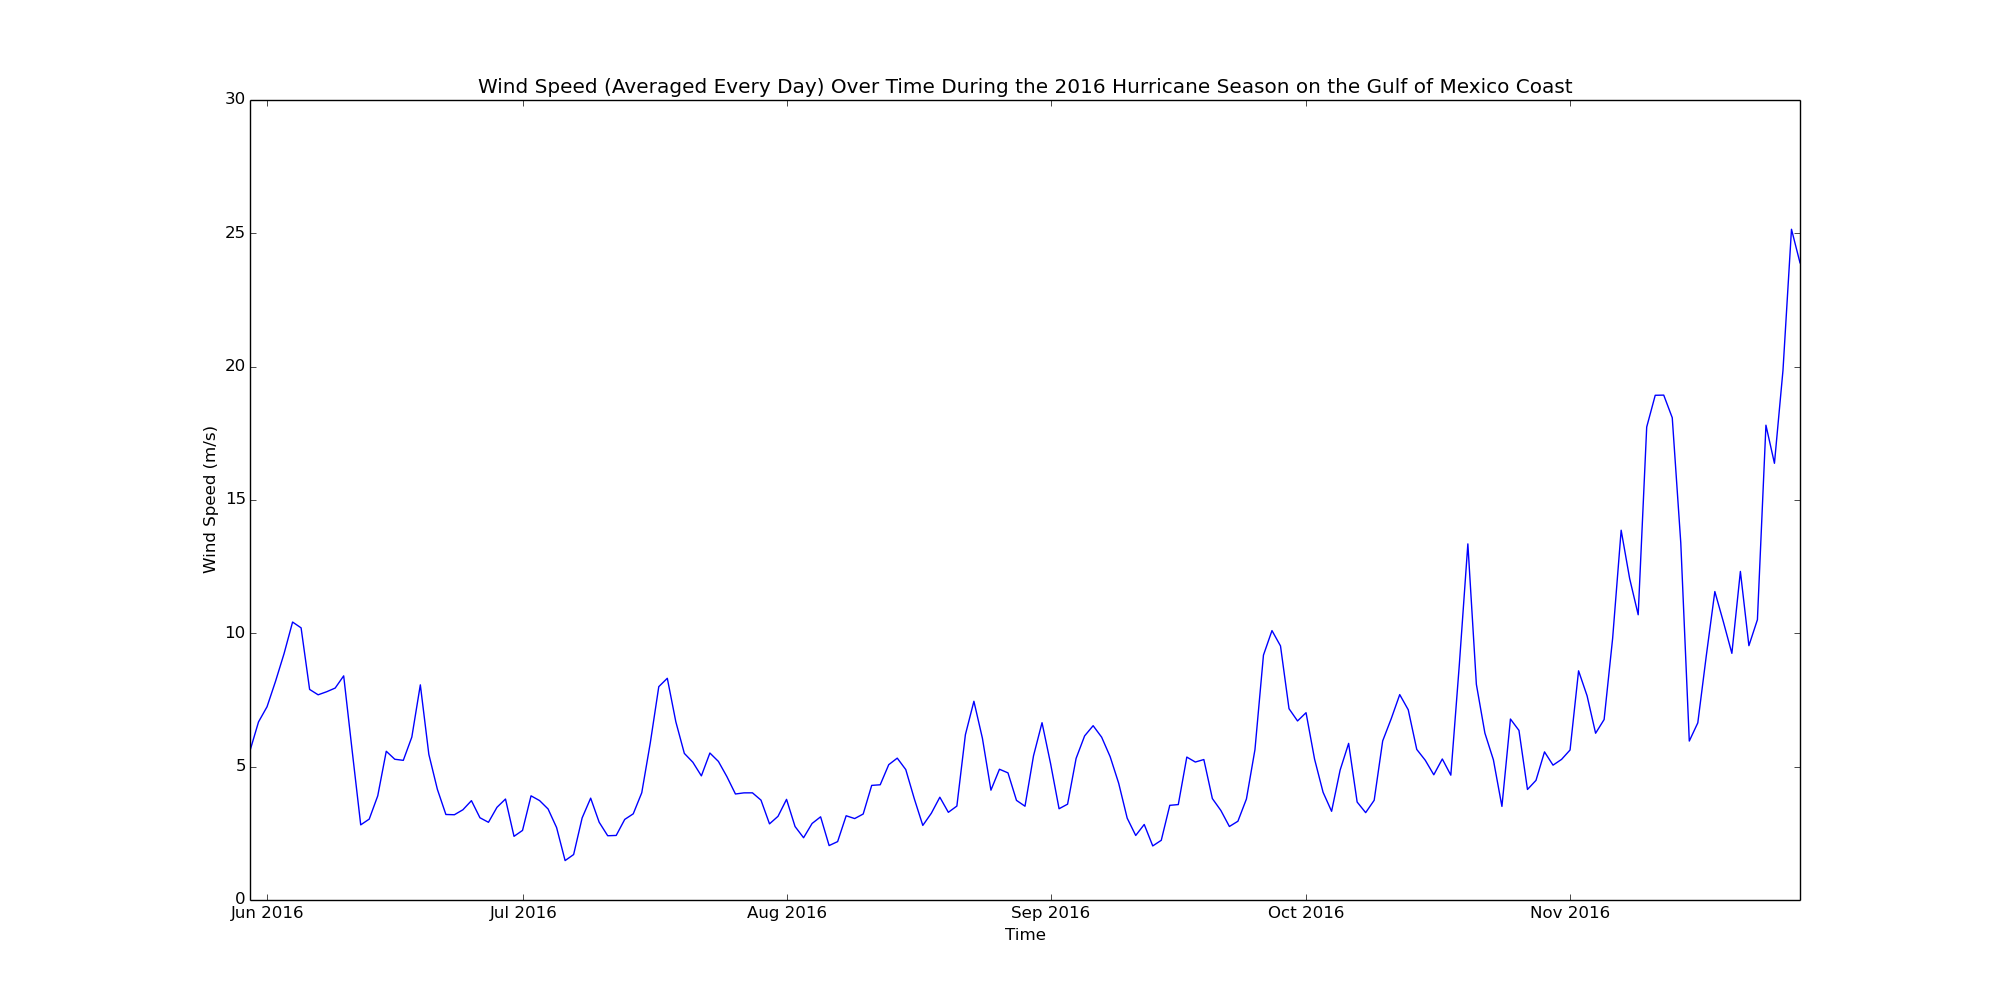 Wind Speed (Averaged Every Day) Over Time During the 2016 Hurricane Season on the Gulf of Mexico Coast
30
25
20
15
10
5
0
Wind Speed (m/s)
Jun 2016
Jul 2016
Aug 2016
Sep 2016
Oct 2016
Nov 2016
Time